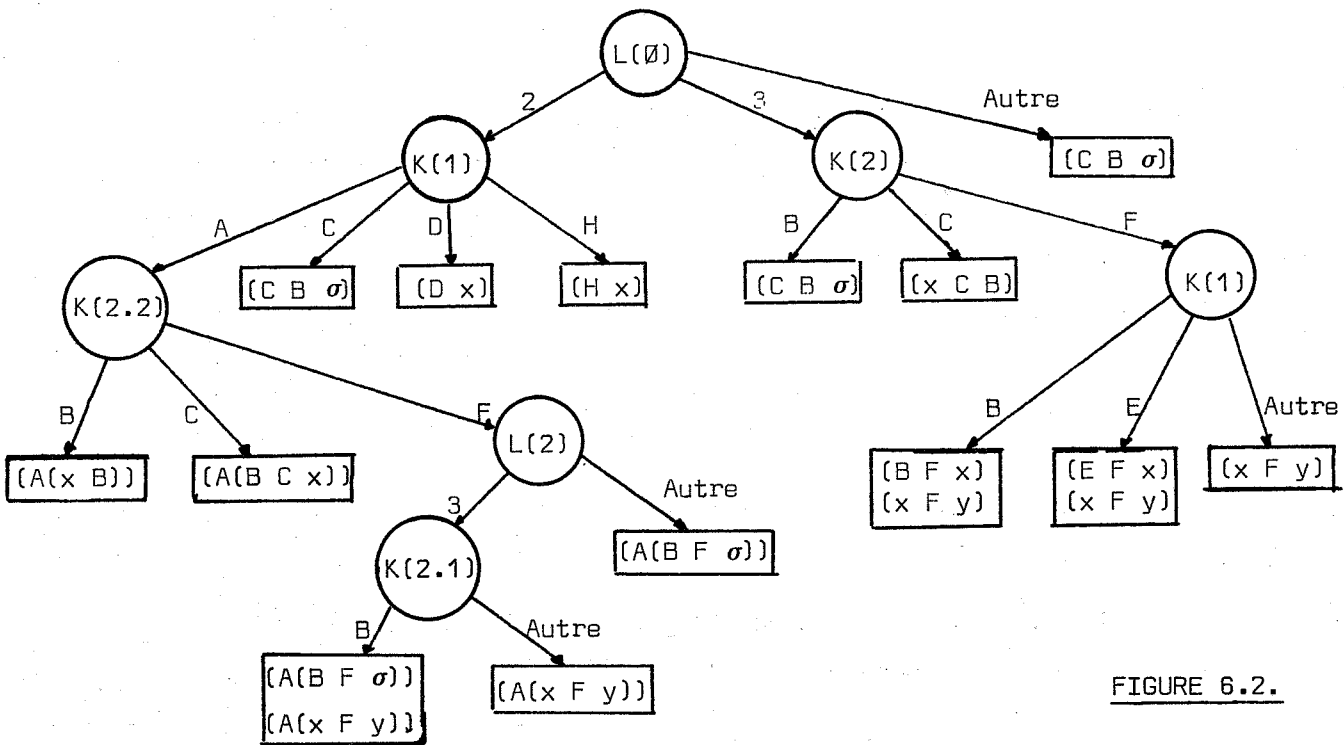 L(Ø)
2
3
Autre
K(1)
K(2)
(C B σ)
A
C
D
H
B
C
F
K(2.2)
(C B σ)
(D x)
(H x)
(C B σ)
(x C B)
K(1)
B
C
F
L(2)
B
E
Autre
(A(x B))
(A(B C x))
(B F x)
(x F y)
(E F x)
(x F y)
(x F y)
3
Autre
K(2.1)
(A(B F σ))
B
Autre
(A(B F σ))
(A(x F y))
(A(x F y))
FIGURE 6.2.